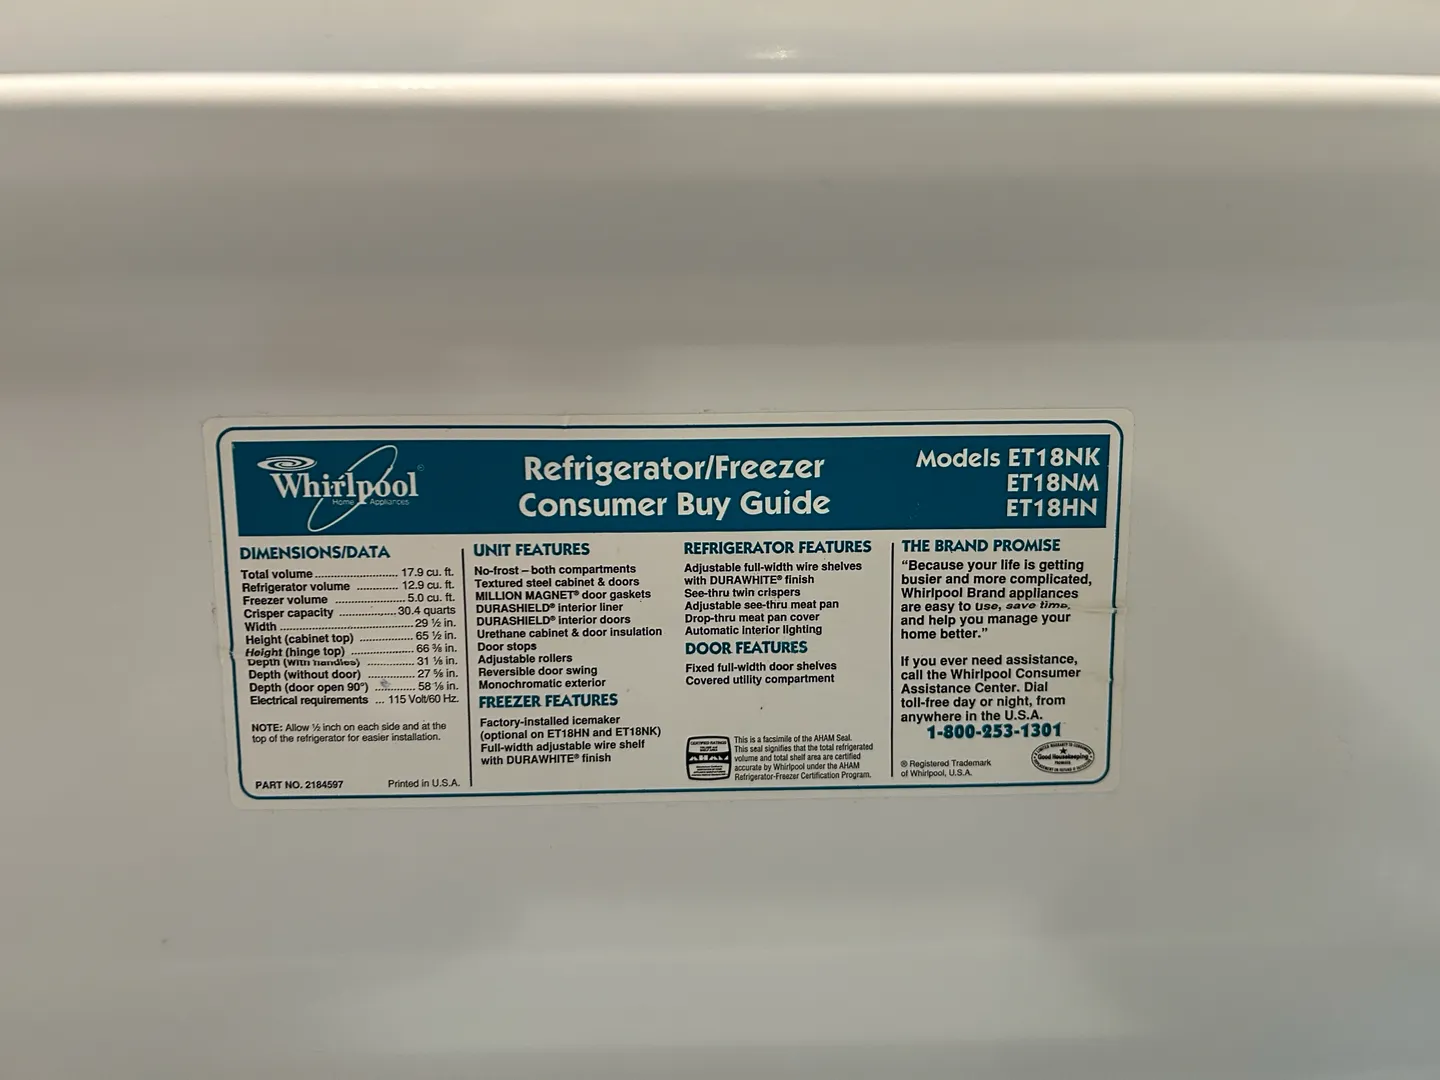 Whirlpool®
Home Appliances
Refrigerator/Freezer
Consumer Buy Guide
Models ET18NK
ET18NM
ET18HN
DIMENSIONS/DATA
Total volume ............................ 17.9 cu. ft.
Refrigerator volume .............. 12.9 cu. ft.
Freezer volume ........................ 5.0 cu. ft.
Crisper capacity .................... 30.4 quarts
Width .............................................. 29 ½ in.
Height (cabinet top) .................. 65 ½ in.
Height (hinge top) ..................... 66 ⅜ in.
Depth (with handles) ................ 31 ⅛ in.
Depth (without door) ................ 27 ⅝ in.
Depth (door open 90°) ............. 58 ⅛ in.
Electrical requirements ... 115 Volt/60 Hz.
NOTE: Allow ½ inch on each side and at the
top of the refrigerator for easier installation.
PART NO. 2184597
Printed in U.S.A.
UNIT FEATURES
No-frost – both compartments
Textured steel cabinet & doors
MILLION MAGNET® door gaskets
DURASHIELD® interior liner
DURASHIELD® interior doors
Urethane cabinet & door insulation
Door stops
Adjustable rollers
Reversible door swing
Monochromatic exterior
FREEZER FEATURES
Factory-installed icemaker
(optional on ET18HN and ET18NK)
Full-width adjustable wire shelf
with DURAWHITE® finish
REFRIGERATOR FEATURES
Adjustable full-width wire shelves
with DURAWHITE® finish
See-thru twin crispers
Adjustable see-thru meat pan
Drop-thru meat pan cover
Automatic interior lighting
DOOR FEATURES
Fixed full-width door shelves
Covered utility compartment
AHAM
This is a facsimile of the AHAM Seal.
This seal signifies that the total refrigerated
volume and total shelf area are certified
accurate by Whirlpool under the AHAM
Refrigerator-Freezer Certification Program.
THE BRAND PROMISE
“Because your life is getting
busier and more complicated,
Whirlpool Brand appliances
are easy to use, save time,
and help you manage your
home better.”
If you ever need assistance,
call the Whirlpool Consumer
Assistance Center. Dial
toll-free day or night, from
anywhere in the U.S.A.
1-800-253-1301
® Registered Trademark
of Whirlpool, U.S.A.
Good Housekeeping